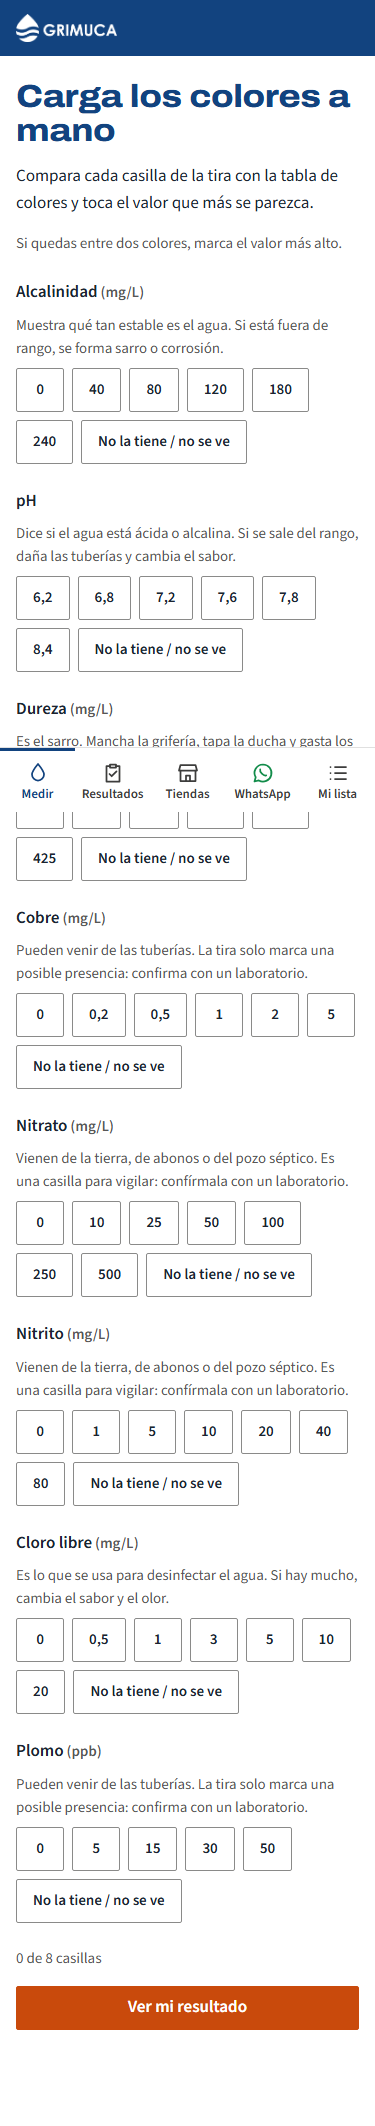 GRIMUCA
Carga los colores a
mano
Compara cada casilla de la tira con la tabla de
colores y toca el valor que más se parezca.
Si quedas entre dos colores, marca el valor más alto.
Alcalinidad (mg/L)
Muestra qué tan estable es el agua. Si está fuera de
rango, se forma sarro o corrosión.
0 40 80 120 180
240 No la tiene / no se ve
pH
Dice si el agua está ácida o alcalina. Si se sale del rango,
daña las tuberías y cambia el sabor.
6,2 6,8 7,2 7,6 7,8
8,4 No la tiene / no se ve
Dureza (mg/L)
Es el sarro. Mancha la grifería, tapa la ducha y gasta los
Medir Resultados Tiendas WhatsApp Mi lista
425 No la tiene / no se ve
Cobre (mg/L)
Pueden venir de las tuberías. La tira solo marca una
posible presencia: confirma con un laboratorio.
0 0,2 0,5 1 2 5
No la tiene / no se ve
Nitrato (mg/L)
Vienen de la tierra, de abonos o del pozo séptico. Es
una casilla para vigilar: confírmala con un laboratorio.
0 10 25 50 100
250 500 No la tiene / no se ve
Nitrito (mg/L)
Vienen de la tierra, de abonos o del pozo séptico. Es
una casilla para vigilar: confírmala con un laboratorio.
0 1 5 10 20 40
80 No la tiene / no se ve
Cloro libre (mg/L)
Es lo que se usa para desinfectar el agua. Si hay mucho,
cambia el sabor y el olor.
0 0,5 1 3 5 10
20 No la tiene / no se ve
Plomo (ppb)
Pueden venir de las tuberías. La tira solo marca una
posible presencia: confirma con un laboratorio.
0 5 15 30 50
No la tiene / no se ve
0 de 8 casillas
Ver mi resultado